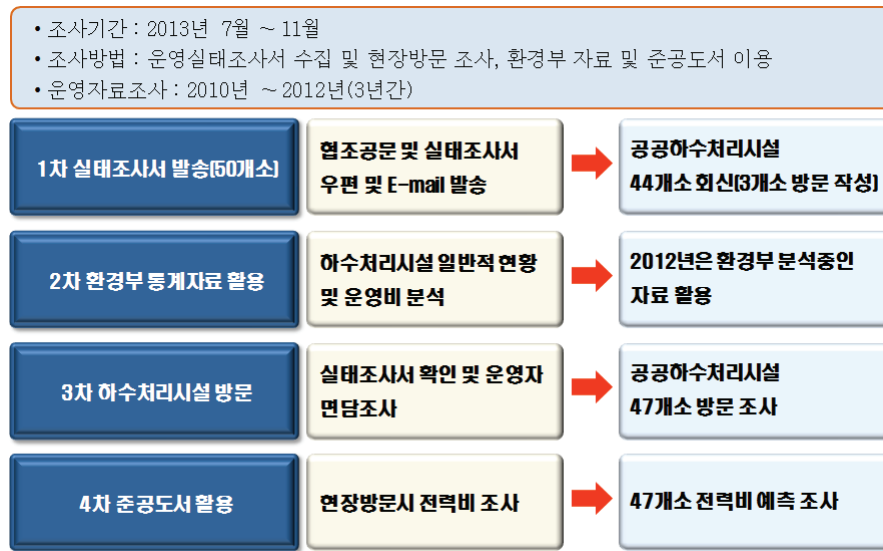 • 조사기간 : 2013년 7월 ~ 11월
• 조사방법 : 운영실태조사서 수집 및 현장방문 조사, 환경부 자료 및 준공도서 이용
• 운영자료조사 : 2010년 ~ 2012년(3년간)
1차 실태조사서 발송(50개소)
협조공문 및 실태조사서
우편 및 E-mail 발송
공공하수처리시설
44개소 회신(3개소 방문 작성)
2차 환경부 통계자료 활용
하수처리시설 일반적 현황
및 운영비 분석
2012년은 환경부 분석중인
자료 활용
3차 하수처리시설 방문
실태조사서 확인 및 운영자
면담조사
공공하수처리시설
47개소 방문 조사
4차 준공도서 활용
현장방문시 전력비 조사
47개소 전력비 예측 조사